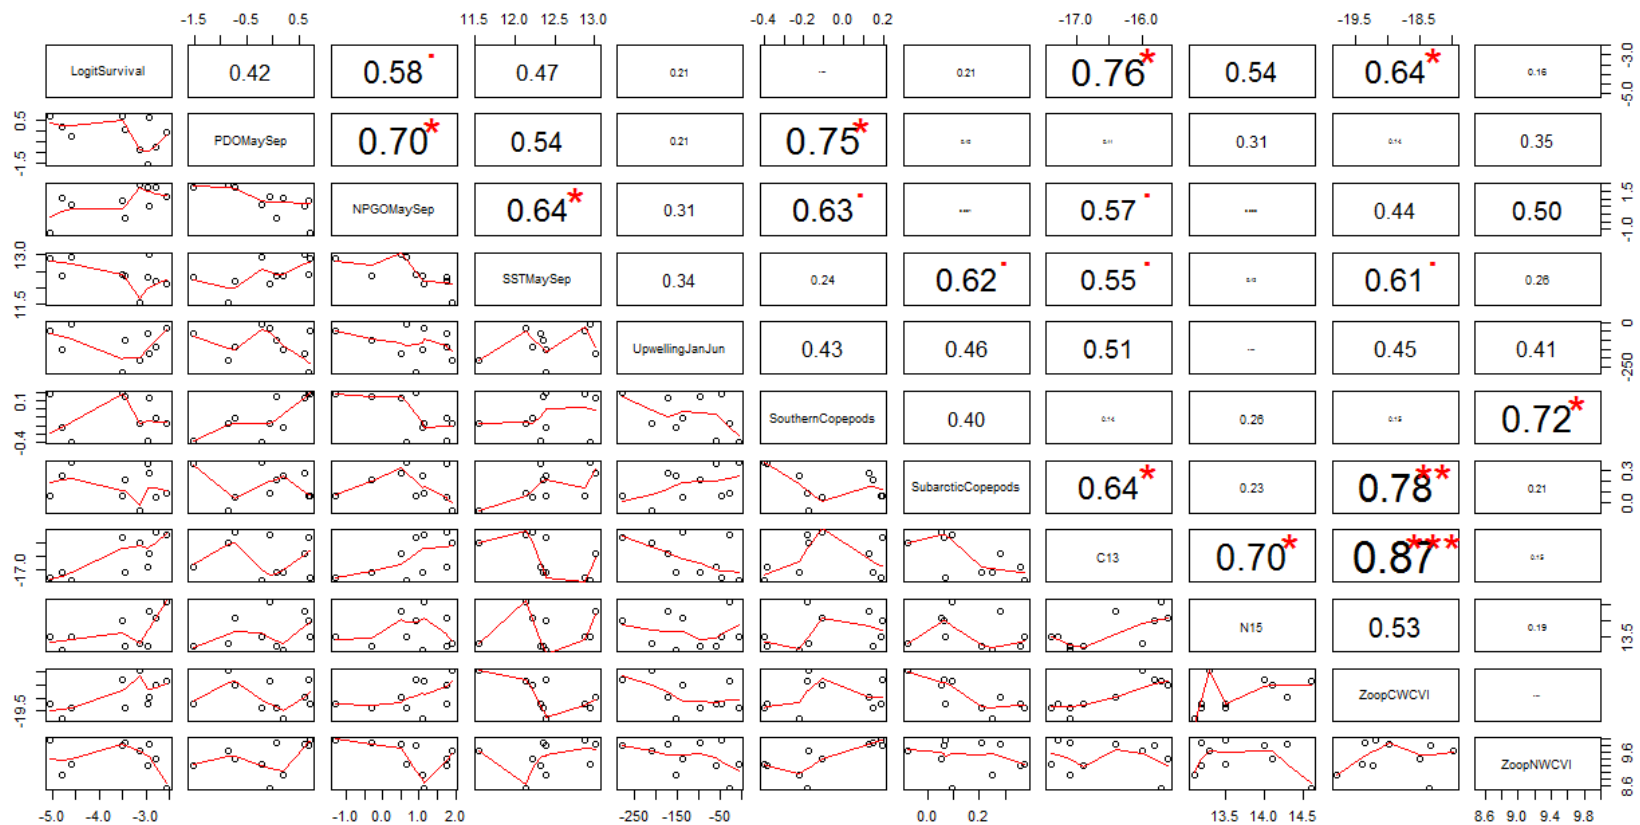 -1.5 -0.5 0.5 11.5 12.0 12.5 13.0 -0.4 -0.2 0.0 0.2 -17.0 -16.0 -19.5 -18.5
LogitSurvival 0.42 0.58 . 0.47 0.21 0.21 0.76 * 0.54 0.64 * 0.16 -5.0 -3.0
-1.5 0.5 PDOMaySep 0.70 * 0.54 0.21 0.75 * 0.31 0.14 0.35
NPGOMaySep 0.64 * 0.31 0.63 . 0.57 . 0.44 0.50 -1.0 1.5
11.5 13.0 SSTMaySep 0.34 0.24 0.62 . 0.55 . 0.61 . 0.26
UpwellingJanJun 0.43 0.46 0.51 0.45 0.41 -250 0
-0.4 0.1 SouthernCopepods 0.40 0.14 0.26 0.15 0.72 *
SubarcticCopepods 0.64 * 0.23 0.78 ** 0.21 0.0 0.3
-17.0 C13 0.70 * 0.87 *** 0.15
N15 0.53 0.19 13.5
-19.5 ZoopCWCVI
ZoopNWCVI 8.6 9.6
-5.0 -4.0 -3.0 -1.0 0.0 1.0 2.0 -250 -150 -50 0.0 0.2 13.5 14.0 14.5 8.6 9.0 9.4 9.8